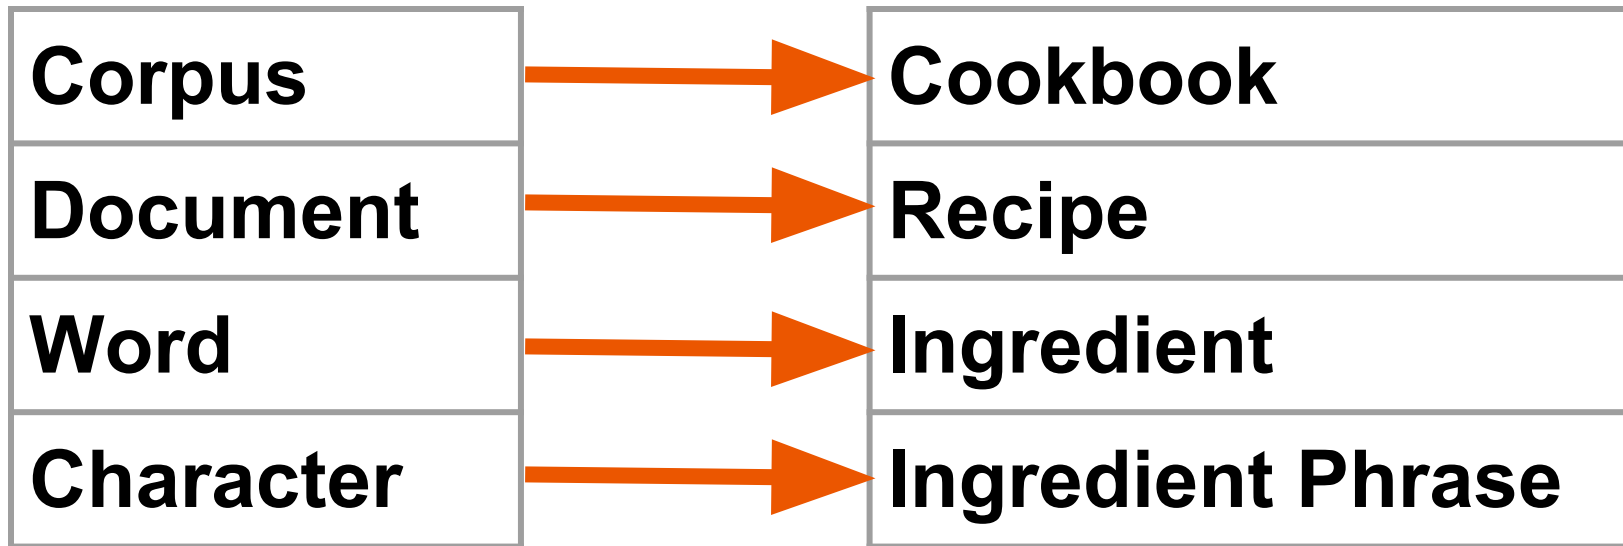 Corpus Cookbook
Document Recipe
Word Ingredient
Character Ingredient Phrase